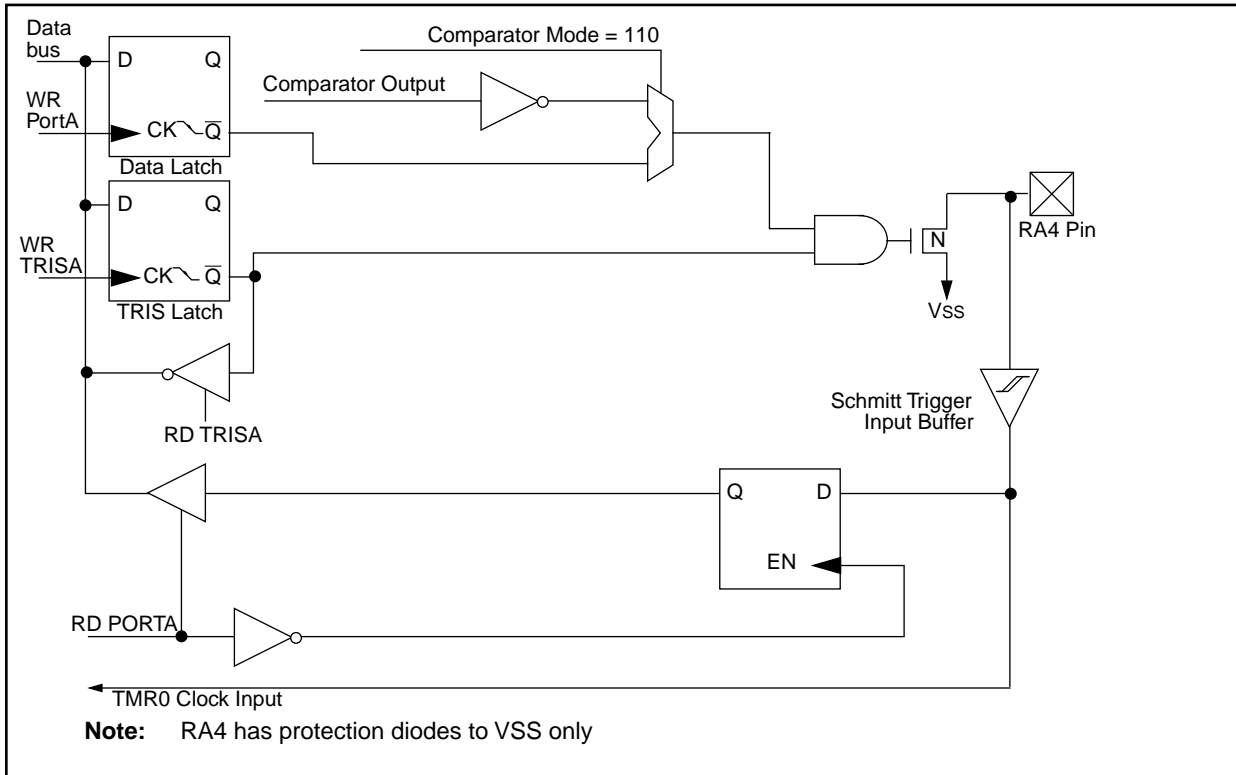 Data
bus
Comparator Mode = 110
D Q
Comparator Output
WR
PortA
CK Q
Data Latch
D Q
WR
TRISA
CK Q
TRIS Latch
N
RA4 Pin
VSS
RD TRISA
Schmitt Trigger
Input Buffer
Q D
EN
RD PORTA
TMR0 Clock Input
Note: RA4 has protection diodes to VSS only